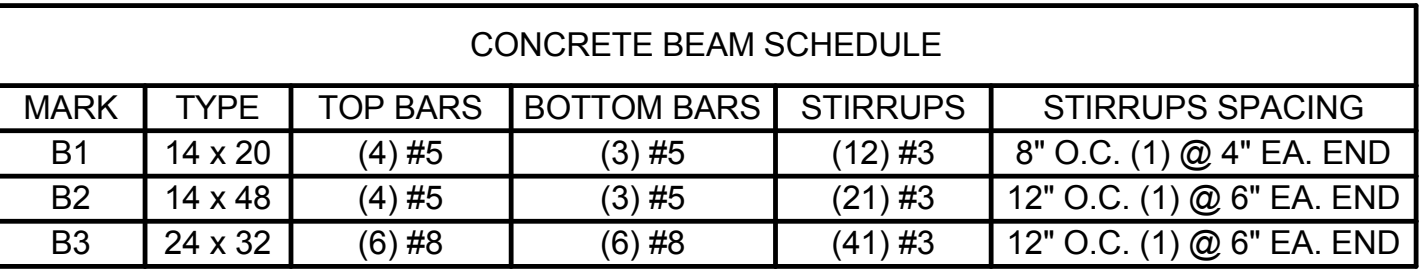 CONCRETE BEAM SCHEDULE
MARK TYPE TOP BARS BOTTOM BARS STIRRUPS STIRRUPS SPACING
B1 14 x 20 (4) #5 (3) #5 (12) #3 8" O.C. (1) @ 4" EA. END
B2 14 x 48 (4) #5 (3) #5 (21) #3 12" O.C. (1) @ 6" EA. END
B3 24 x 32 (6) #8 (6) #8 (41) #3 12" O.C. (1) @ 6" EA. END